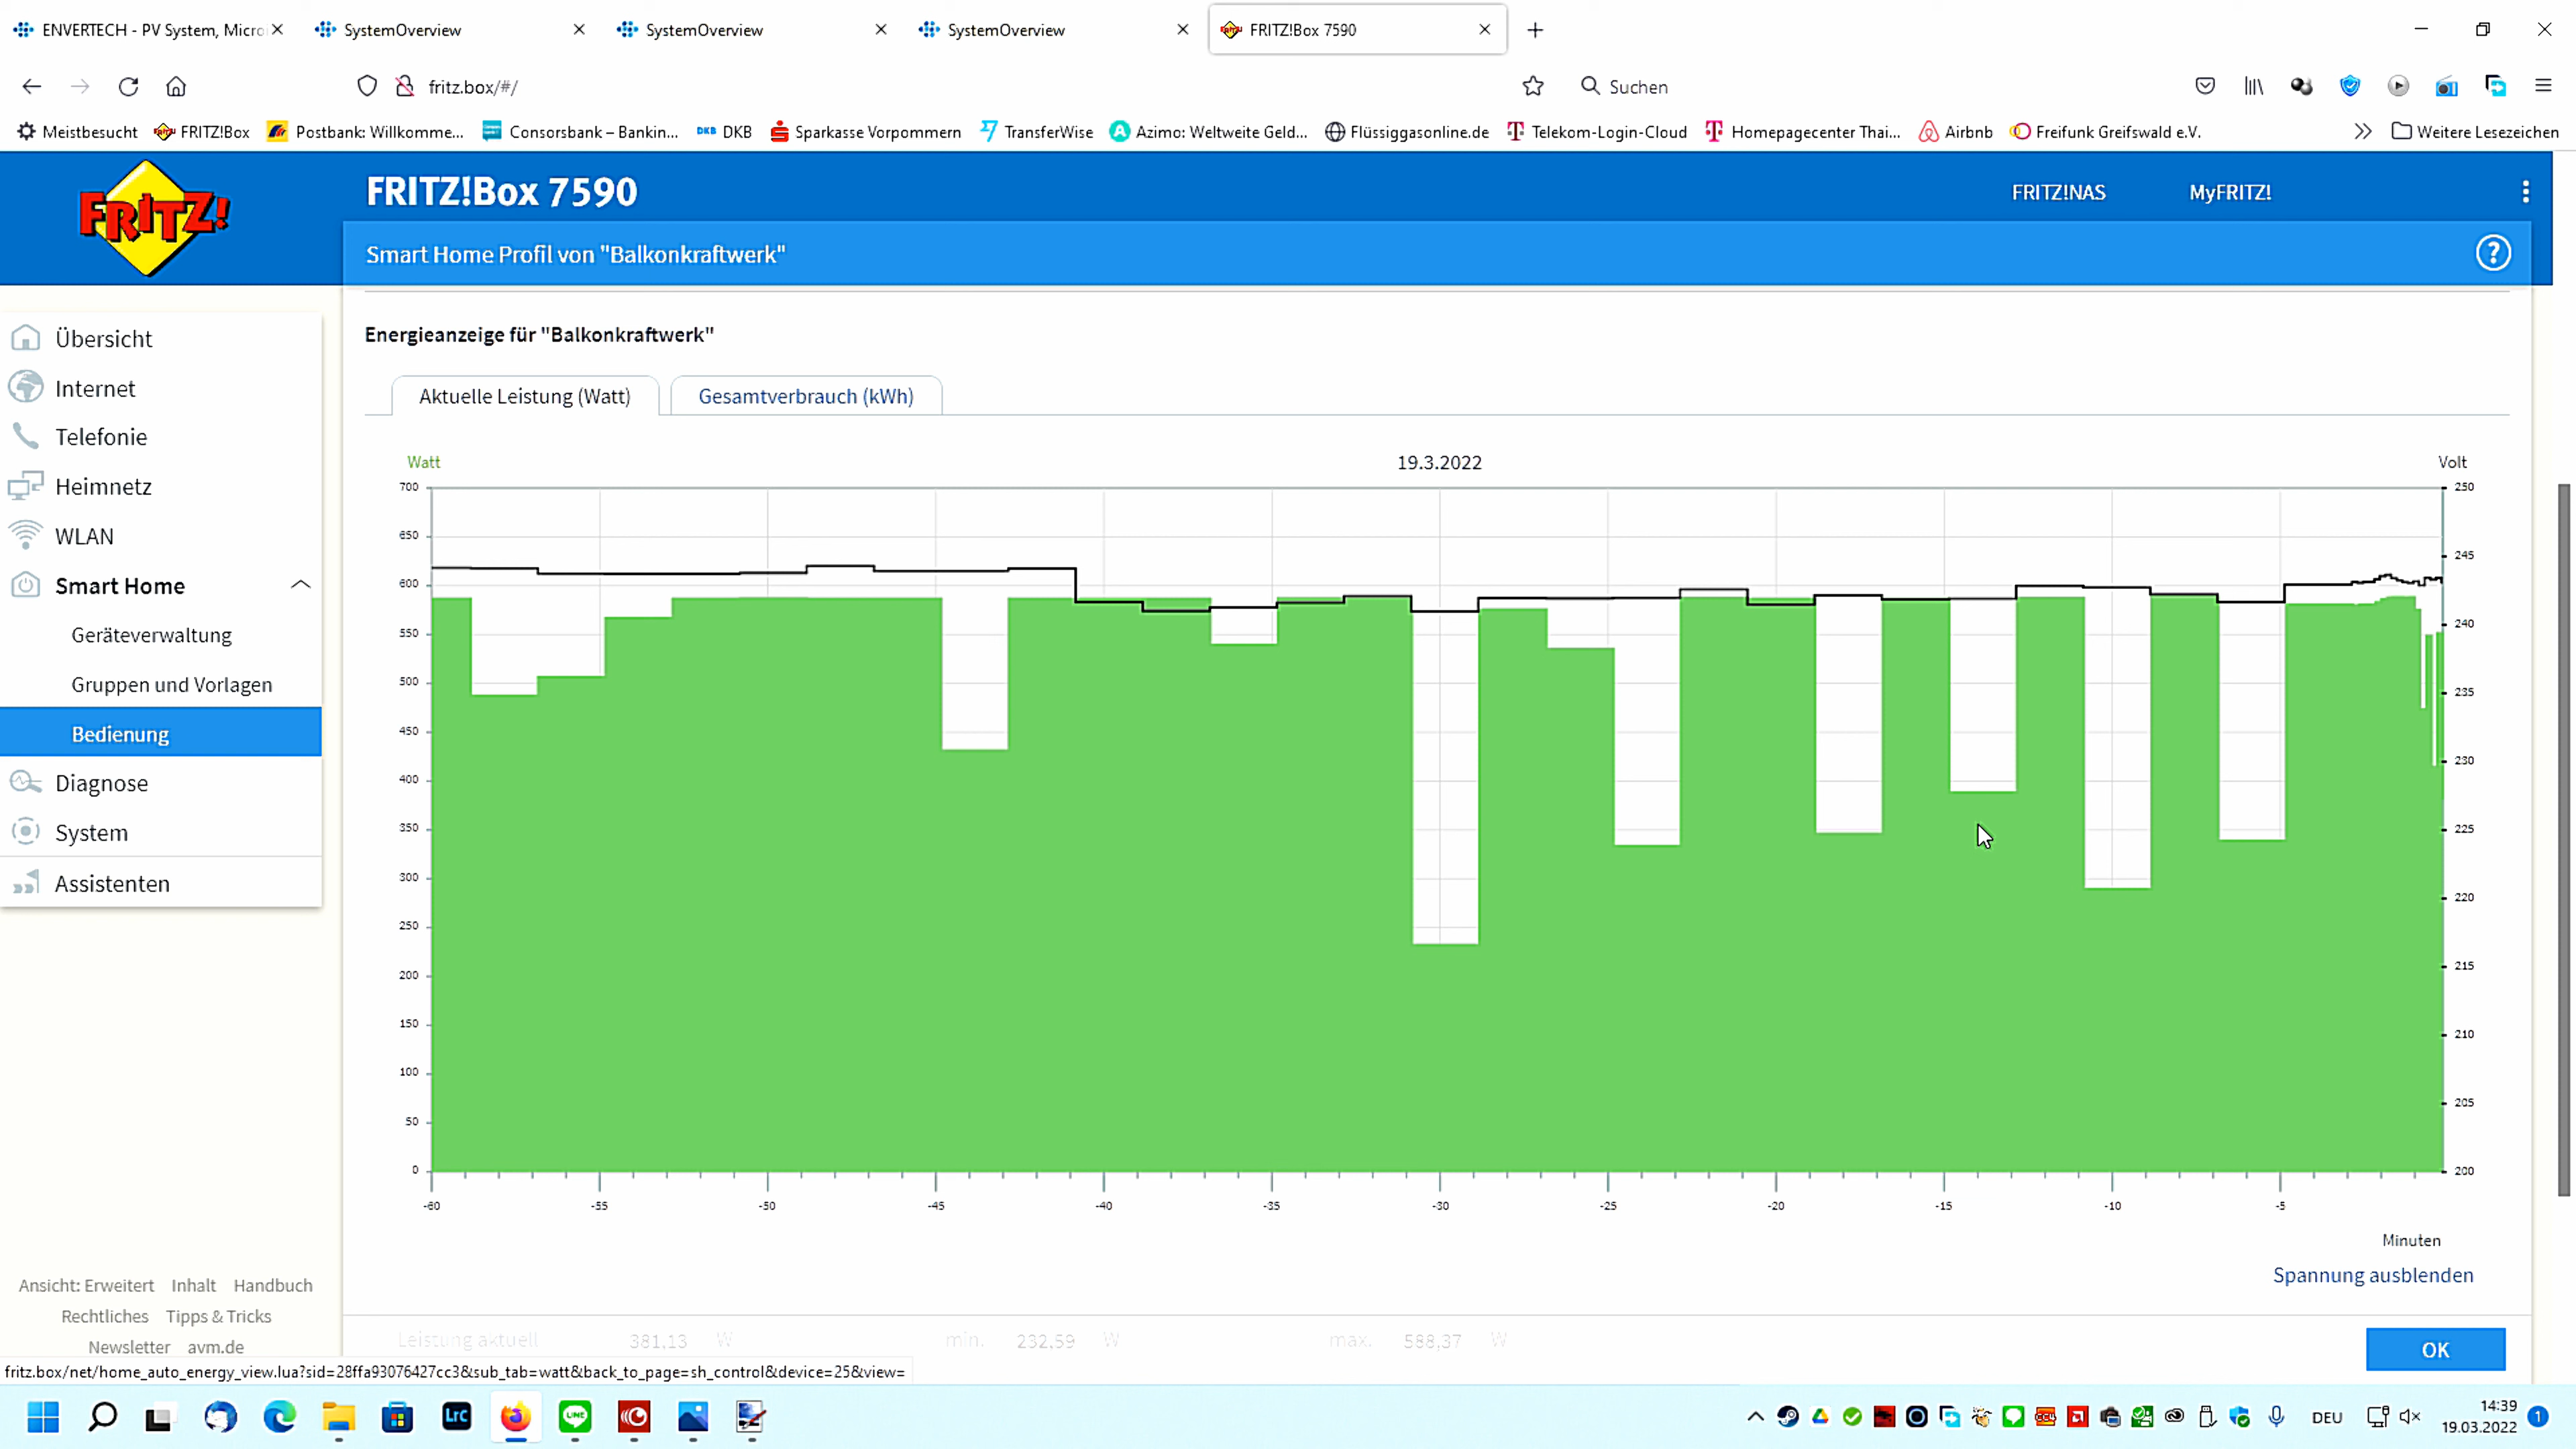 ENVERTECH - PV System, Micro
SystemOverview
SystemOverview
SystemOverview
FRITZ!Box 7590
fritz.box/#/
Suchen
Meistbesucht FRITZ!Box Postbank: Willkomme... Consorsbank – Bankin... DKB DKB Sparkasse Vorpommern TransferWise Azimo: Weltweite Geld... Flüssiggasonline.de Telekom-Login-Cloud Homepagecenter Thai... Airbnb Freifunk Greifswald e.V. Weitere Lesezeichen
FRITZ!
FRITZ!Box 7590
FRITZ!NAS
MyFRITZ!
Smart Home Profil von "Balkonkraftwerk"
?
Übersicht
Internet
Telefonie
Heimnetz
WLAN
Smart Home
Geräteverwaltung
Gruppen und Vorlagen
Bedienung
Diagnose
System
Assistenten
Ansicht: Erweitert Inhalt Handbuch
Rechtliches Tipps & Tricks
Newsletter avm.de
Energieanzeige für "Balkonkraftwerk"
Aktuelle Leistung (Watt)
Gesamtverbrauch (kWh)
Watt
19.3.2022
Volt
700
650
600
550
500
450
400
350
300
250
200
150
100
50
0
250
245
240
235
230
225
220
215
210
205
200
-60 -55 -50 -45 -40 -35 -30 -25 -20 -15 -10 -5
Minuten
Spannung ausblenden
Leistung aktuell 381,13 W min. 232,59 W max. 588,37 W
OK
fritz.box/net/home_auto_energy_view.lua?sid=28ffa93076427cc3&sub_tab=watt&back_to_page=sh_control&device=25&view=
Lrc
LINE
DEU
14:39
19.03.2022
1